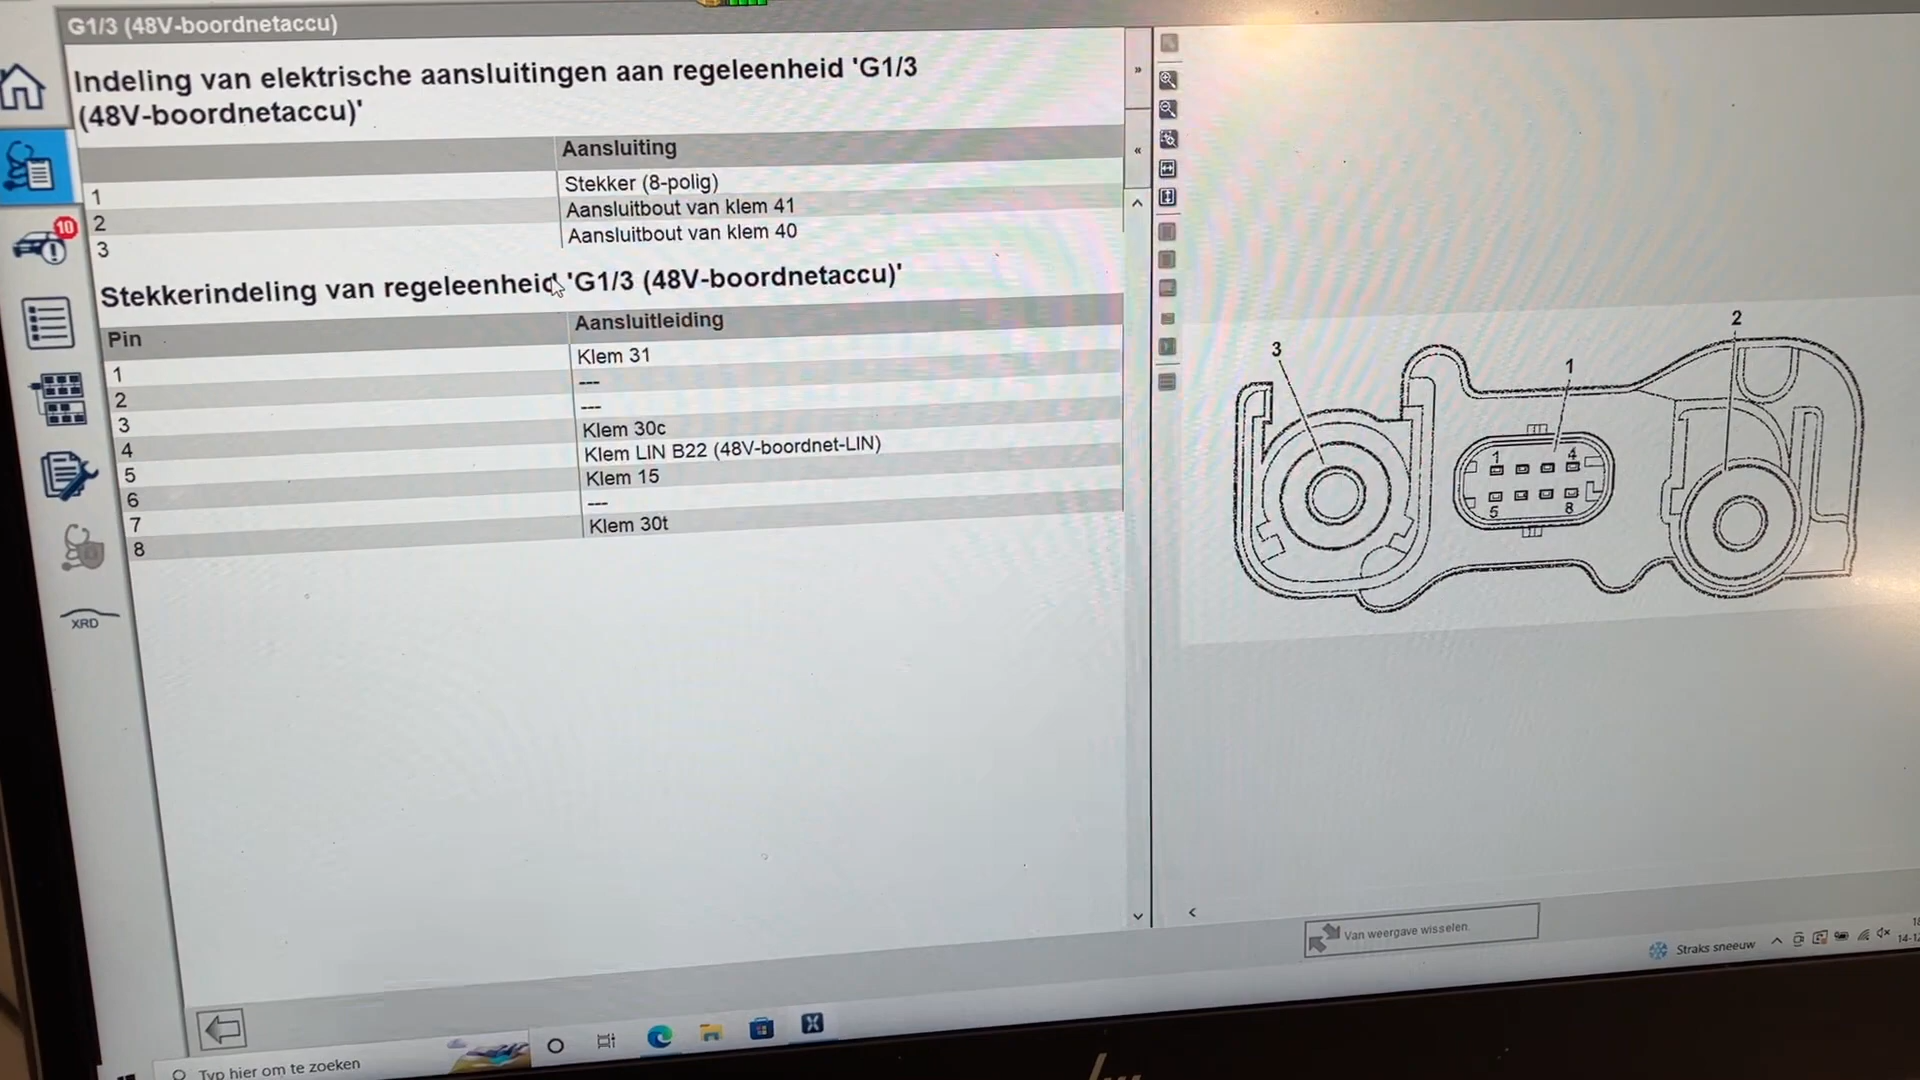 G1/3 (48V-boordnetaccu)
Indeling van elektrische aansluitingen aan regeleenheid 'G1/3
(48V-boordnetaccu)'
Aansluiting
1 Stekker (8-polig)
2 Aansluitbout van klem 41
3 Aansluitbout van klem 40
Stekkerindeling van regeleenheid 'G1/3 (48V-boordnetaccu)'
Pin Aansluitleiding
1 Klem 31
2 ---
3 ---
4 Klem 30c
5 Klem LIN B22 (48V-boordnet-LIN)
6 Klem 15
7 ---
8 Klem 30t
10
XRD
»
«
3
1
2
1 4
5 8
Van weergave wisselen.
Straks sneeuw
Typ hier om te zoeken